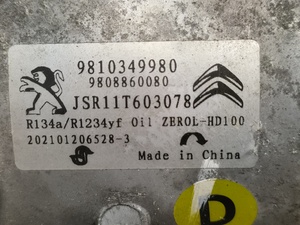 9810349980
9808860080
JSR11T603078
R134a/R1234yf Oil ZEROL-HD100
202101206528-3
Made in China
D